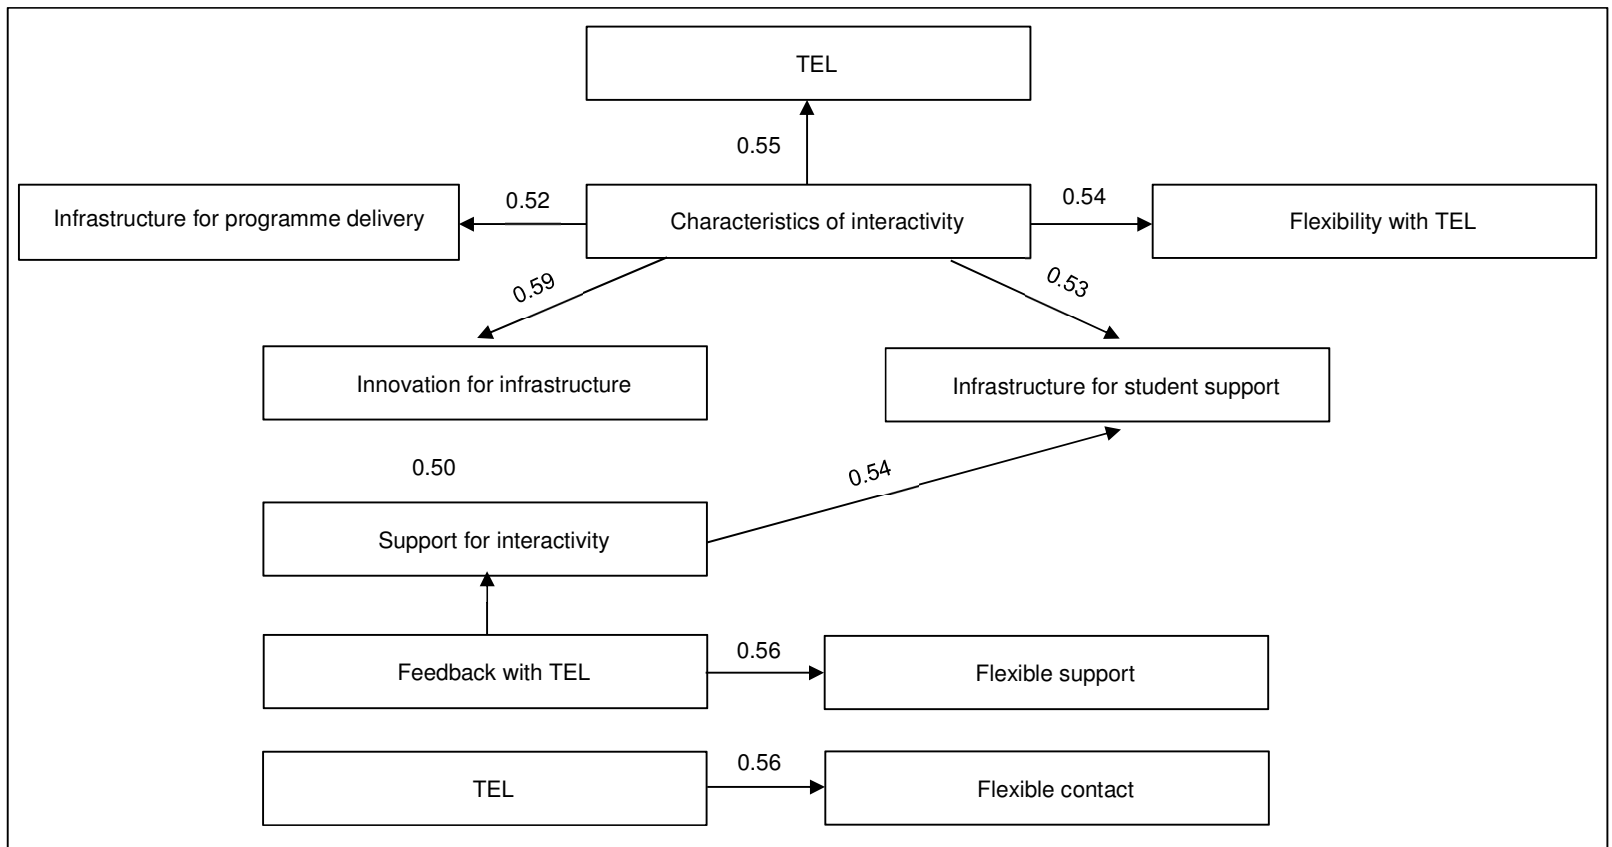 TEL
0.55
Infrastructure for programme delivery
0.52
Characteristics of interactivity
0.54
Flexibility with TEL
0.59
0.53
Innovation for infrastructure
Infrastructure for student support
0.50
0.54
Support for interactivity
Feedback with TEL
0.56
Flexible support
TEL
0.56
Flexible contact